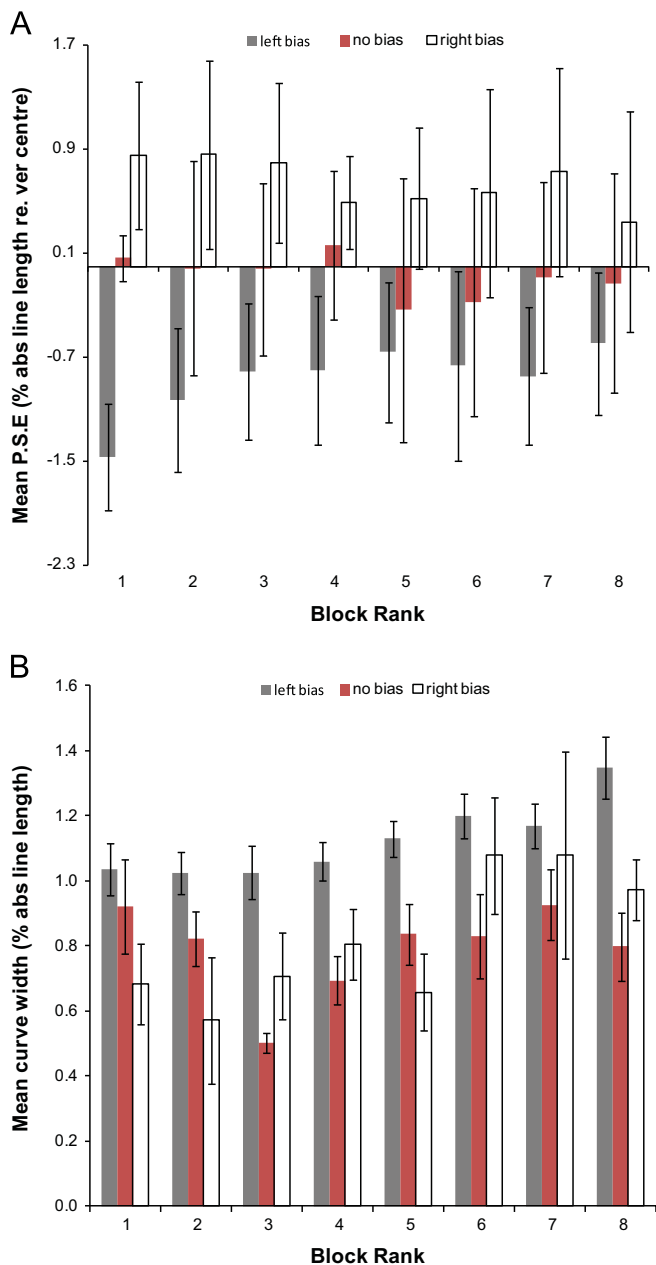 A
left bias no bias right bias
1.7
0.9
0.1
-0.7
-1.5
-2.3
Mean P.S.E (% abs line length re. ver centre)
1 2 3 4 5 6 7 8
Block Rank
B
left bias no bias right bias
1.6
1.4
1.2
1.0
0.8
0.6
0.4
0.2
0.0
Mean curve width (% abs line length)
1 2 3 4 5 6 7 8
Block Rank